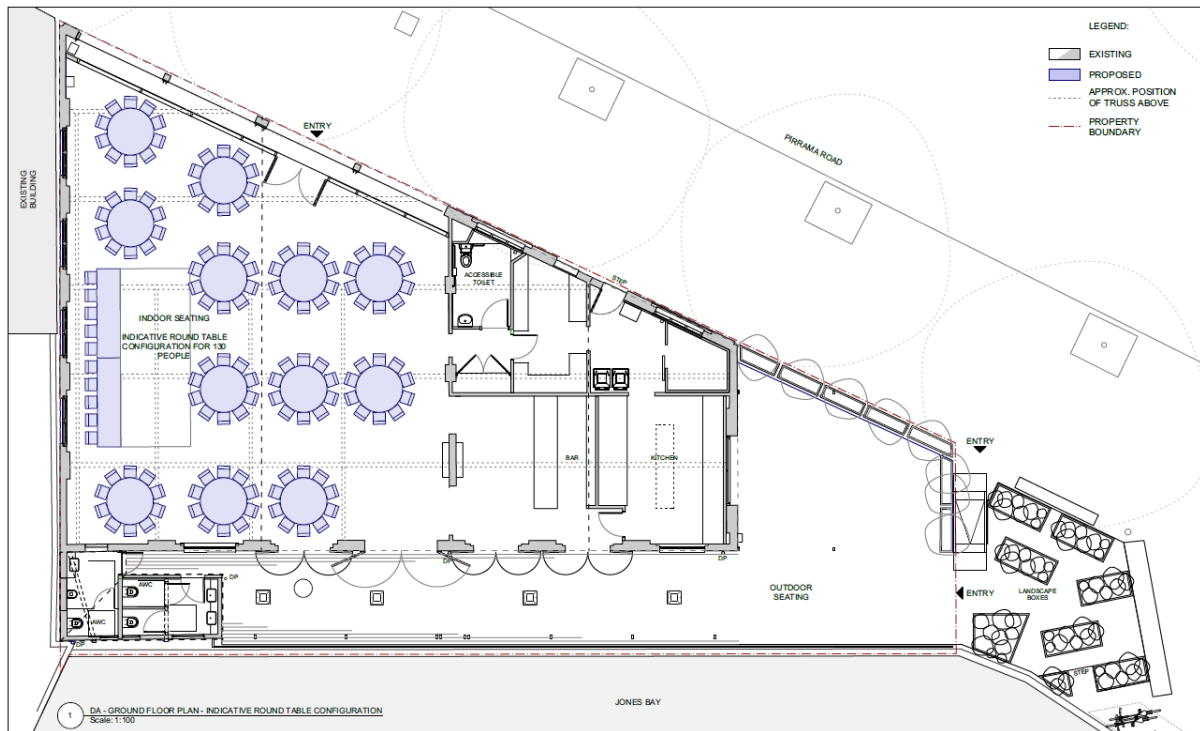 LEGEND:
EXISTING
PROPOSED
APPROX. POSITION
OF TRUSS ABOVE
PROPERTY
BOUNDARY
ENTRY
PIRRAMA ROAD
EXISTING
BUILDING
ACCESSIBLE
TOILET
STEP
INDOOR SEATING
INDICATIVE ROUND TABLE
CONFIGURATION FOR 130
PEOPLE
BAR
KITCHEN
ENTRY
DP
DP
DP
AWC
AWC
DP
OUTDOOR
SEATING
ENTRY
LANDSCAPE
BOXES
STEP
JONES BAY
1
DA - GROUND FLOOR PLAN - INDICATIVE ROUND TABLE CONFIGURATION
Scale: 1:100